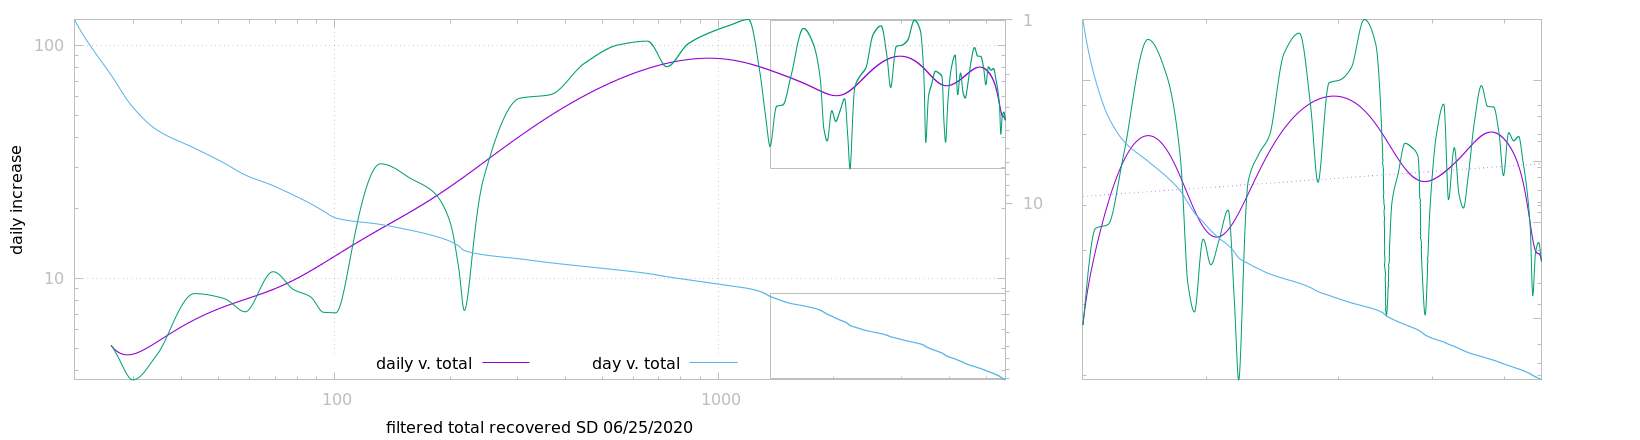 100
1
daily increase
10
10
daily v. total
day v. total
100
1000
filtered total recovered SD 06/25/2020